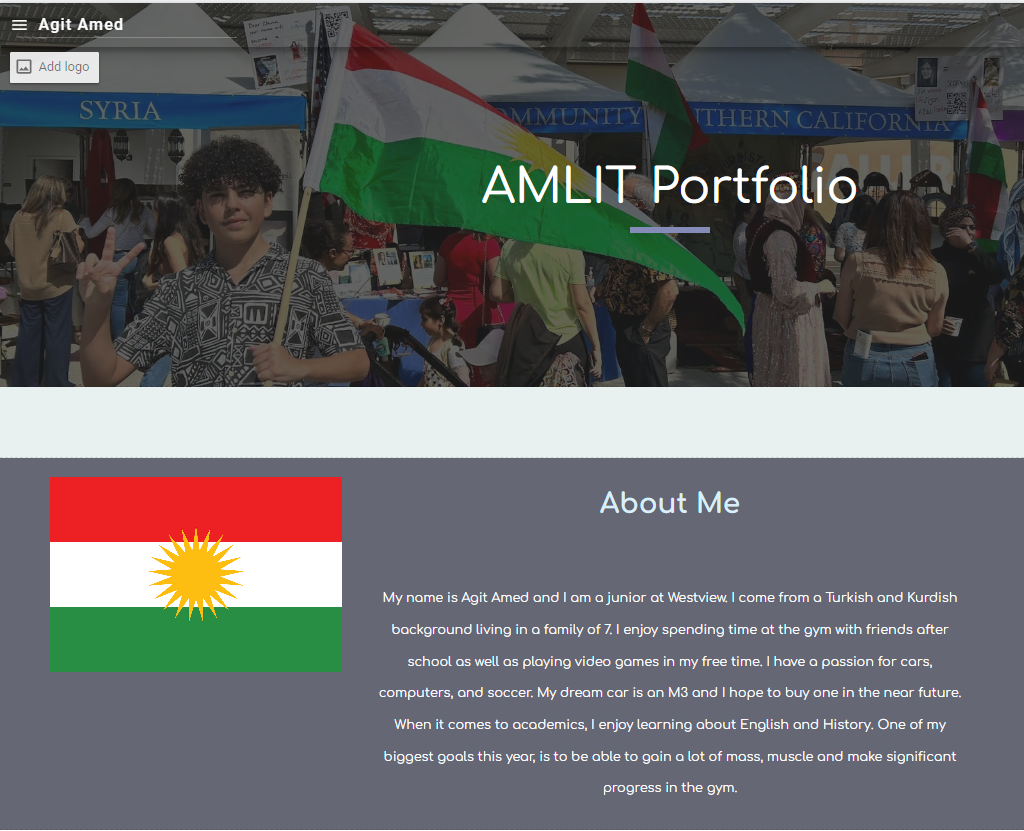 Agit Amed
Add logo
SYRIA
COMMUNITY
THERN CALIFORNIA
AMLIT Portfolio
About Me
My name is Agit Amed and I am a junior at Westview. I come from a Turkish and Kurdish
background living in a family of 7. I enjoy spending time at the gym with friends after
school as well as playing video games in my free time. I have a passion for cars,
computers, and soccer. My dream car is an M3 and I hope to buy one in the near future.
When it comes to academics, I enjoy learning about English and History. One of my
biggest goals this year, is to be able to gain a lot of mass, muscle and make significant
progress in the gym.